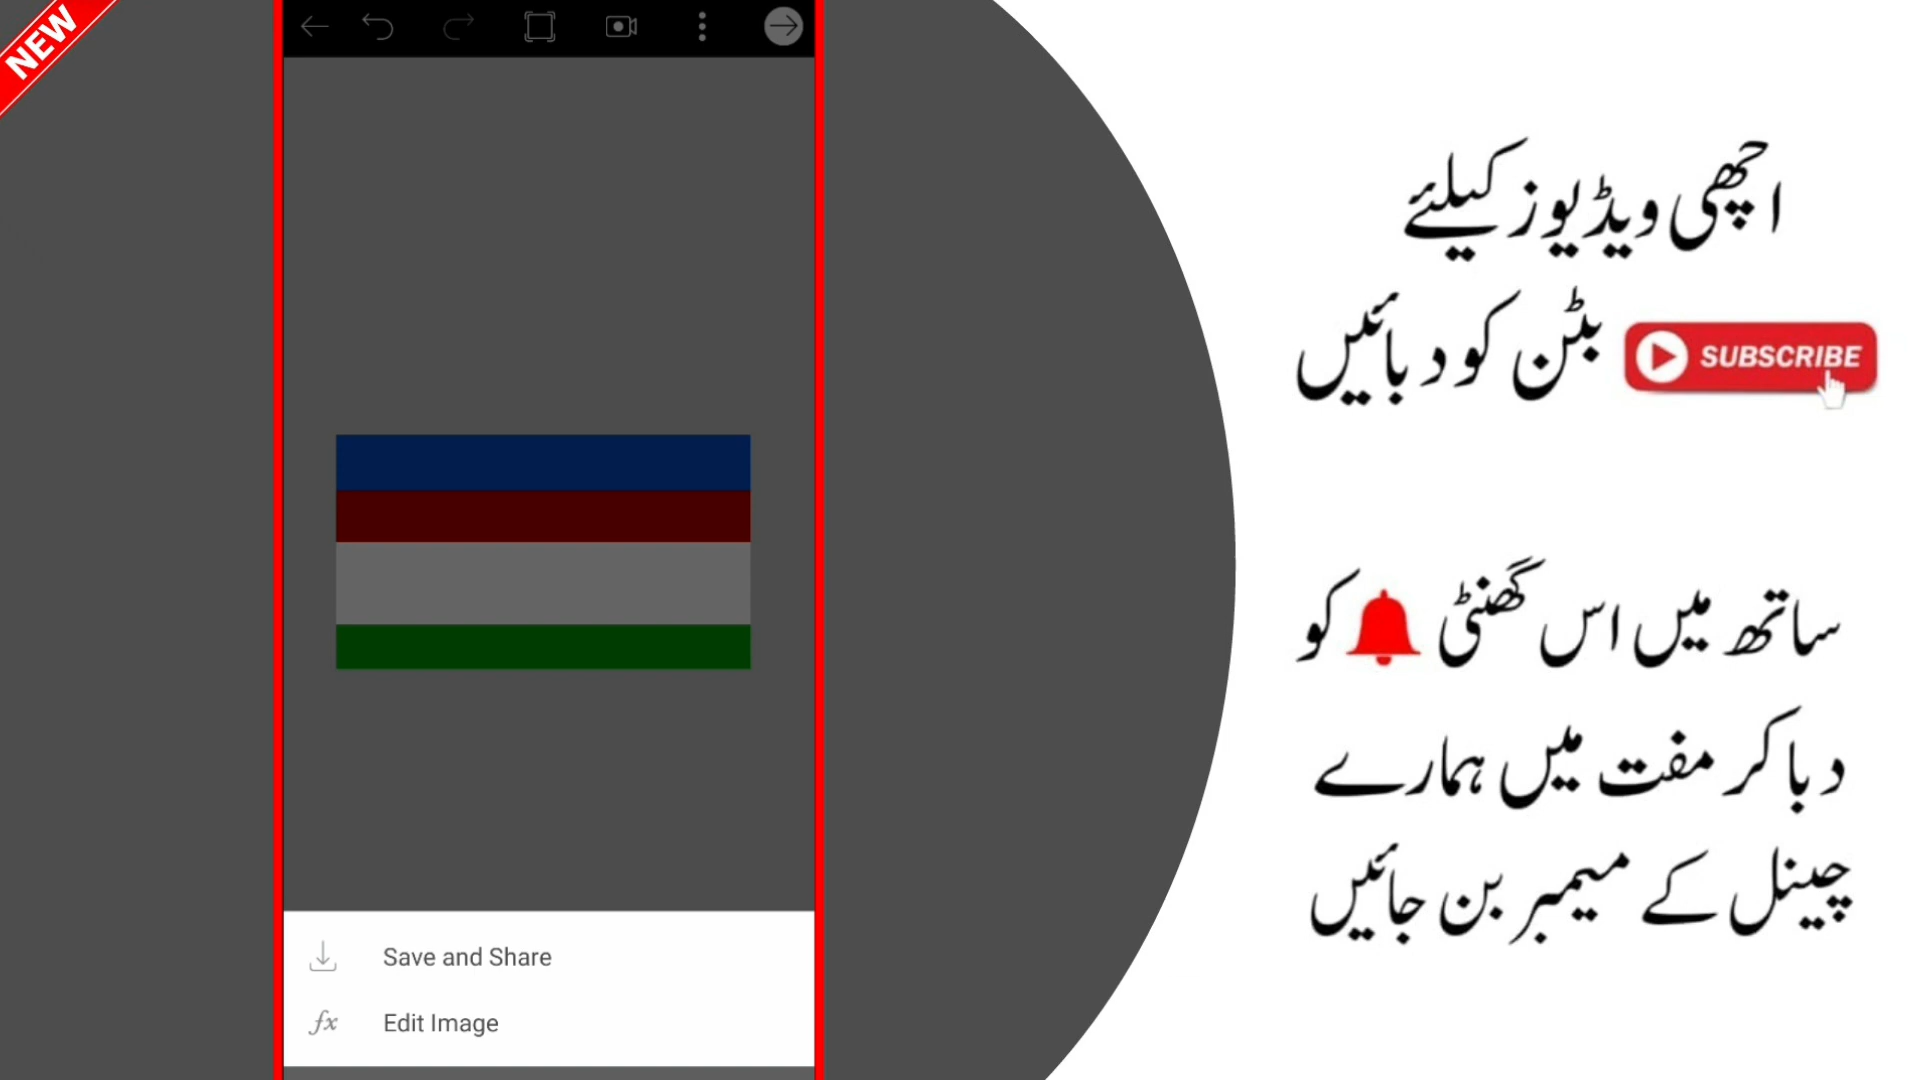 NEW
Save and Share
fx Edit Image
اچھی ویڈیوز کیلئے
SUBSCRIBE بٹن کو دبائیں
ساتھ میں اس گھنٹی کو
دبا کر مفت میں ہمارے
چینل کے میمبر بن جائیں